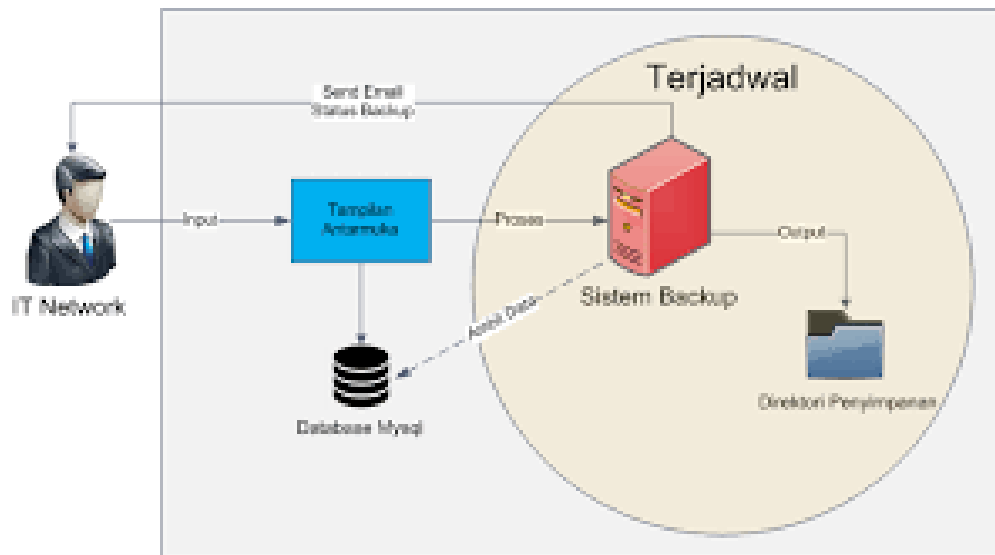 Terjadwal
Sent Email
Status Backup
Input
Tampilan
Antarmuka
Proses
Output
IT Network
Sistem Backup
Ambil Data
Direktori Penyimpanan
Database Mysql